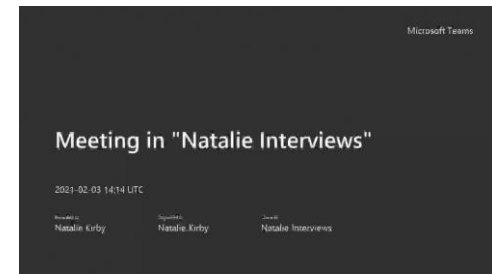 Microsoft Teams
Meeting in "Natalie Interviews"
2021-02-03 14:14 UTC
Natalie Kirby
Natalie.Kirby
Natalie Interviews